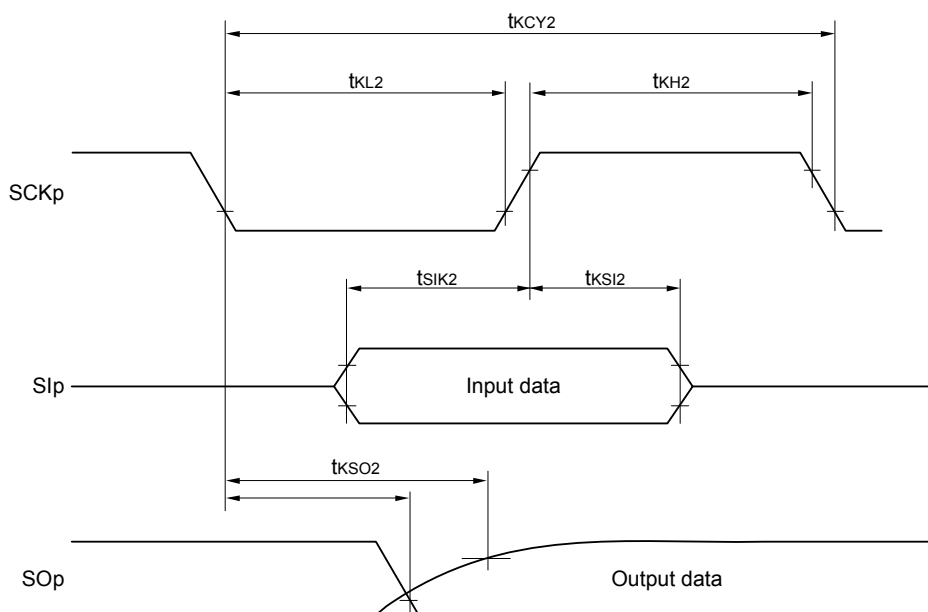 tKCY2
tKL2
tKH2
SCKp
tSIK2
tKSI2
SIp
Input data
tKSO2
SOp
Output data